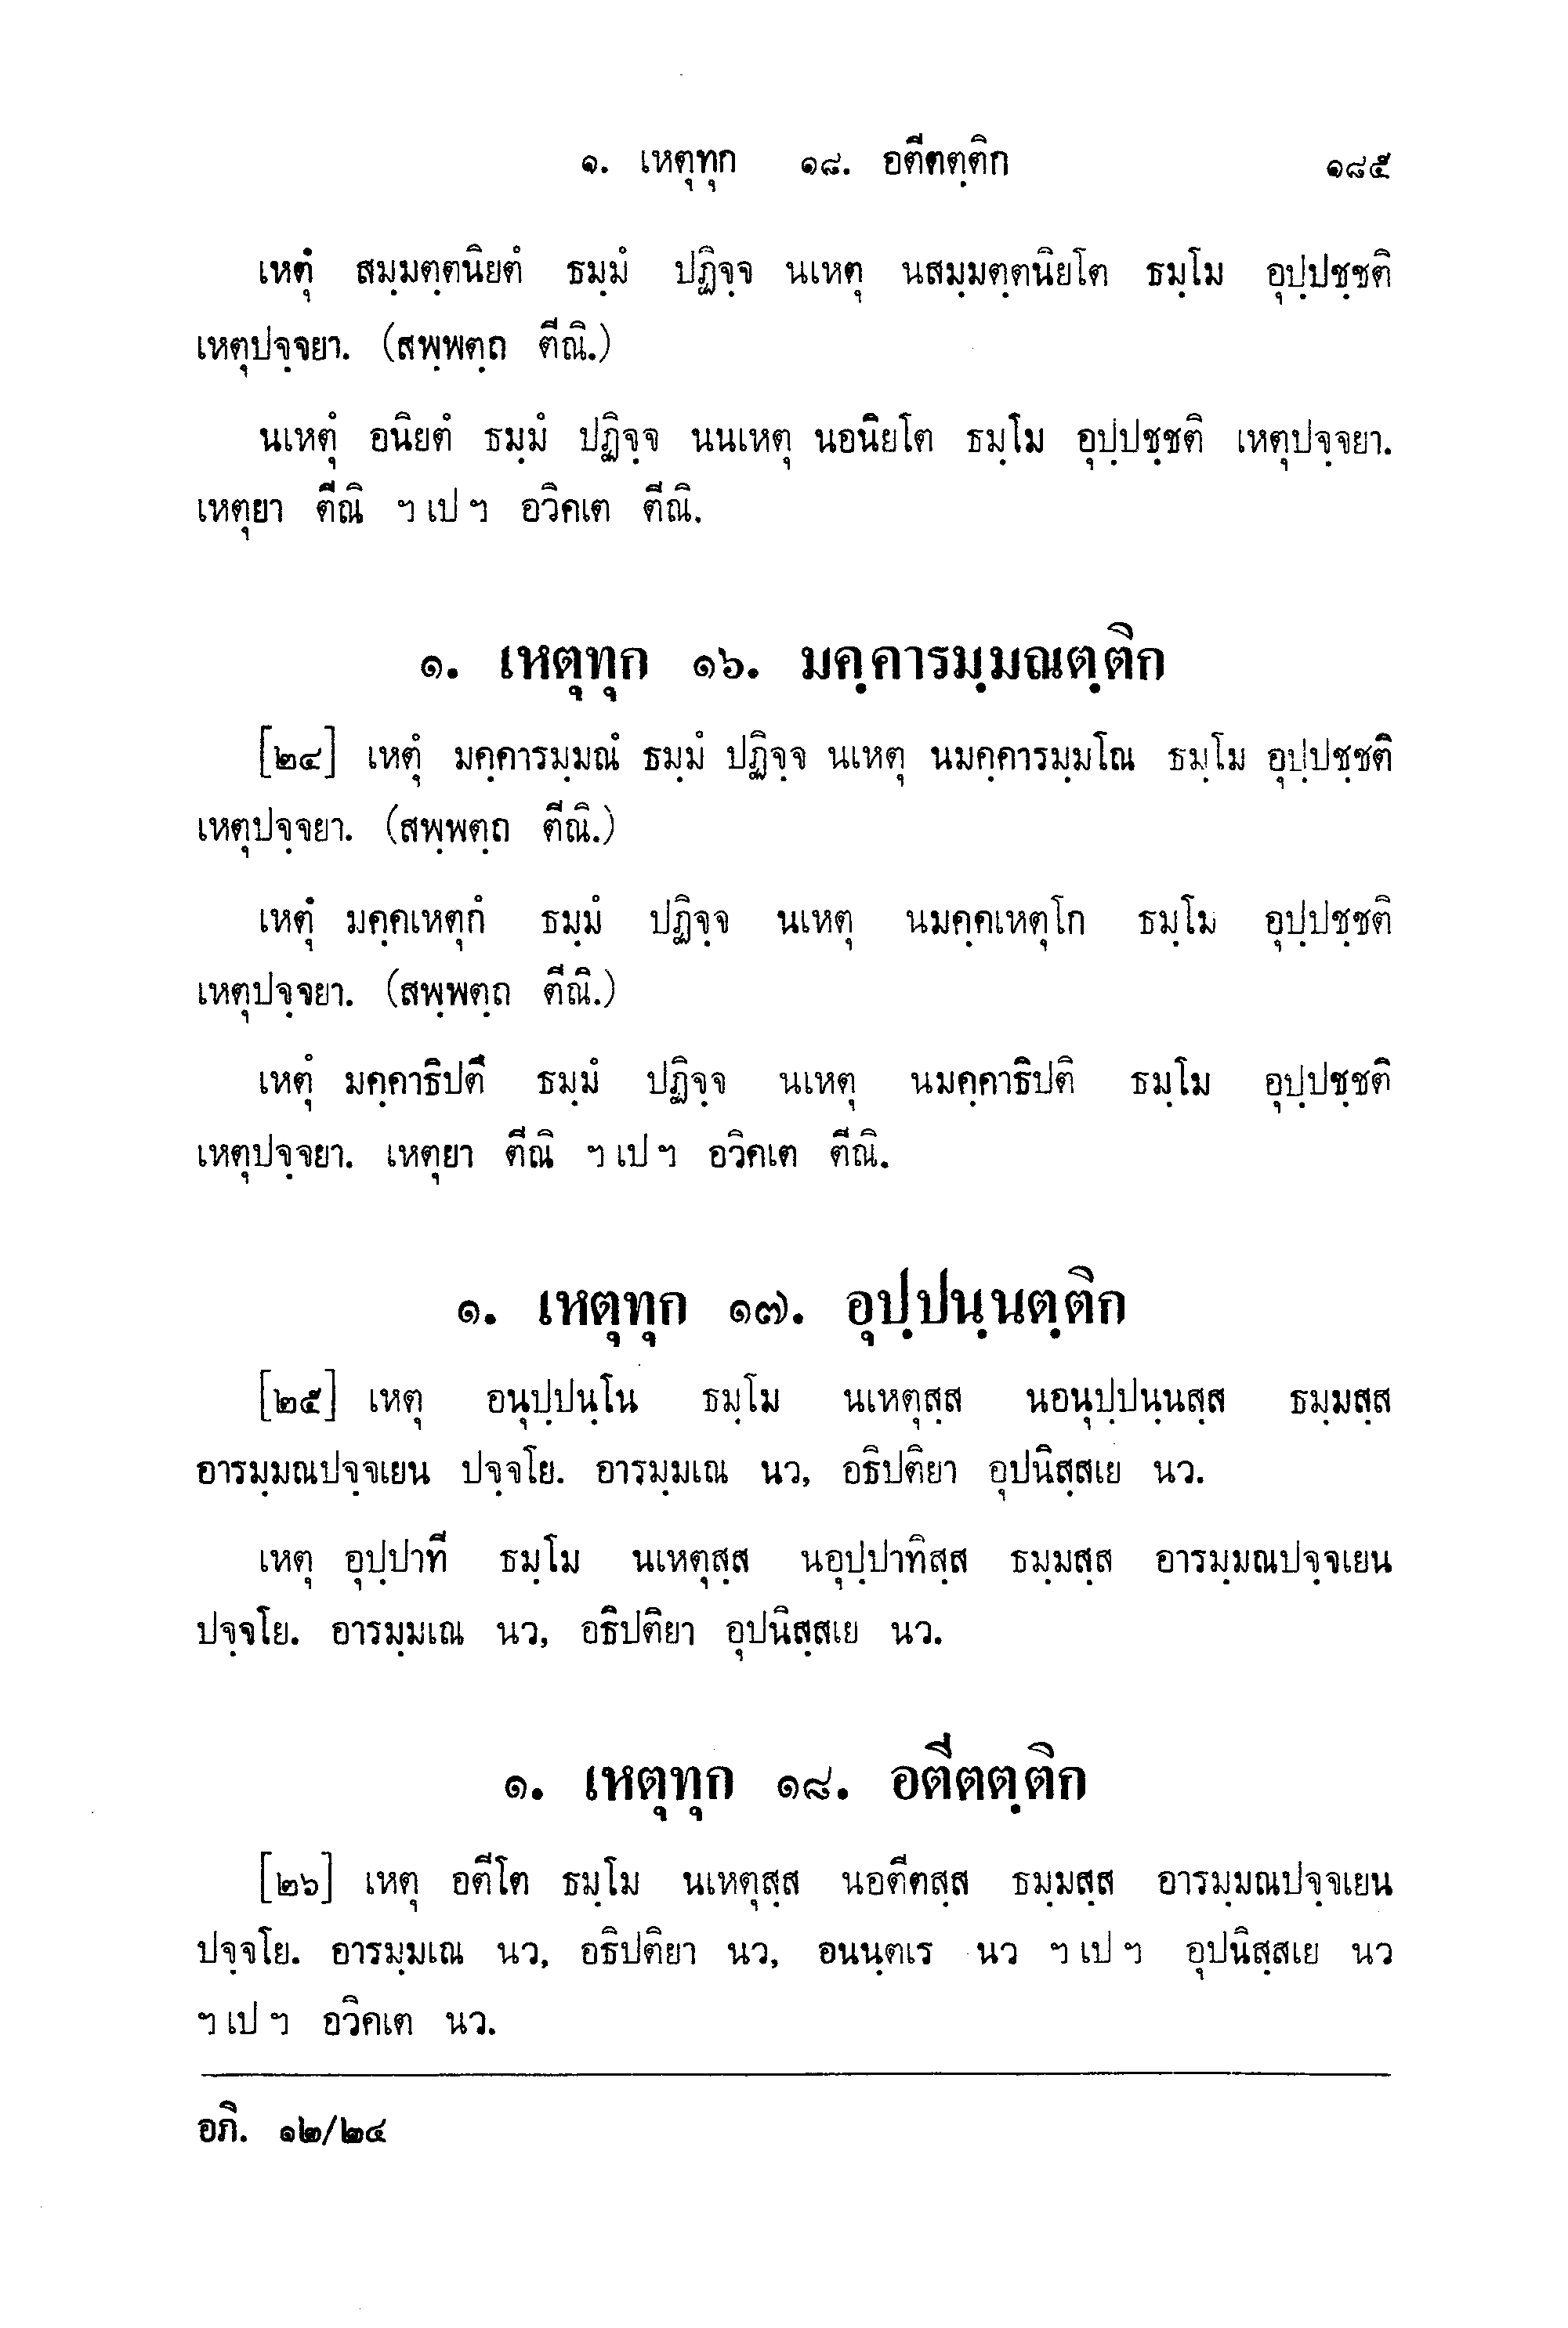 ๑. เหตุทุก ๑๘. อตีตตฺติก ๑๘๕
เหตุํ สมฺมตฺตนิยตํ ธมฺมํ ปฏิจฺจ นเหตุ นสมฺมตฺตนิยโต ธมฺโม อุปฺปชฺชติ
เหตุปจฺจยา. (สพฺพตฺถ ตีณิ.)
นเหตุํ อนิยตํ ธมฺมํ ปฏิจฺจ นนเหตุ นอนิยโต ธมฺโม อุปฺปชฺชติ เหตุปจฺจยา.
เหตุยา ตีณิ ฯ เป ฯ อวิคเต ตีณิ.
๑. เหตุทุก ๑๖. มคฺคารมฺมณตฺติก
[๒๔] เหตุํ มคฺคารมฺมณํ ธมฺมํ ปฏิจฺจ นเหตุ นมคฺคารมฺมโณ ธมฺโม อุปฺปชฺชติ
เหตุปจฺจยา. (สพฺพตฺถ ตีณิ.)
เหตุํ มคฺคเหตุกํ ธมฺมํ ปฏิจฺจ นเหตุ นมคฺคเหตุโก ธมฺโม อุปฺปชฺชติ
เหตุปจฺจยา. (สพฺพตฺถ ตีณิ.)
เหตุํ มคฺคาธิปตึ ธมฺมํ ปฏิจฺจ นเหตุ นมคฺคาธิปติ ธมฺโม อุปฺปชฺชติ
เหตุปจฺจยา. เหตุยา ตีณิ ฯ เป ฯ อวิคเต ตีณิ.
๑. เหตุทุก ๑๗. อุปฺปนฺนตฺติก
[๒๕] เหตุ อนุปฺปนฺโน ธมฺโม นเหตุสฺส นอนุปฺปนฺนสฺส ธมฺมสฺส
อารมฺมณปจฺจเยน ปจฺจโย. อารมฺมเณ นว, อธิปติยา อุปนิสฺสเย นว.
เหตุ อุปฺปาที ธมฺโม นเหตุสฺส นอุปฺปาทิสฺส ธมฺมสฺส อารมฺมณปจฺจเยน
ปจฺจโย. อารมฺมเณ นว, อธิปติยา อุปนิสฺสเย นว.
๑. เหตุทุก ๑๘. อตีตตฺติก
[๒๖] เหตุ อตีโต ธมฺโม นเหตุสฺส นอตีตสฺส ธมฺมสฺส อารมฺมณปจฺจเยน
ปจฺจโย. อารมฺมเณ นว, อธิปติยา นว, อนนฺตเร นว ฯ เป ฯ อุปนิสฺสเย นว
ฯ เป ฯ อวิคเต นว.
อภิ. ๑๒/๒๔